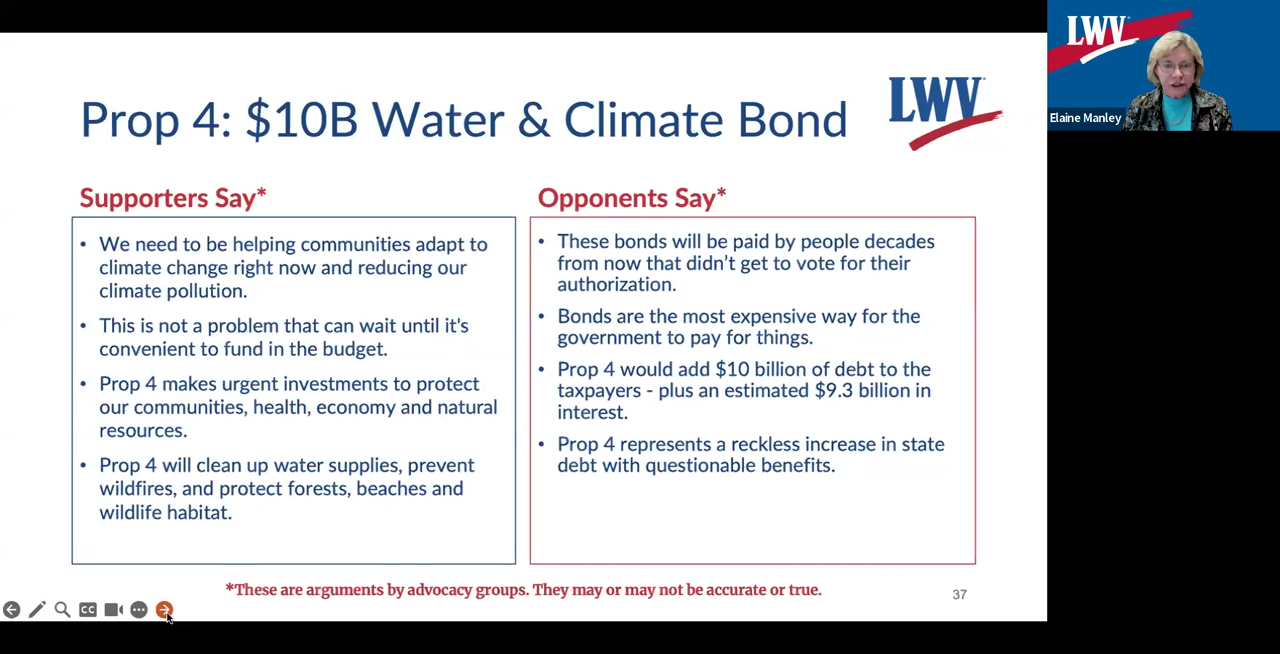 Prop 4: $10B Water & Climate Bond
LWV
Supporters Say*
• We need to be helping communities adapt to
climate change right now and reducing our
climate pollution.
• This is not a problem that can wait until it's
convenient to fund in the budget.
• Prop 4 makes urgent investments to protect
our communities, health, economy and natural
resources.
• Prop 4 will clean up water supplies, prevent
wildfires, and protect forests, beaches and
wildlife habitat.
Opponents Say*
• These bonds will be paid by people decades
from now that didn’t get to vote for their
authorization.
• Bonds are the most expensive way for the
government to pay for things.
• Prop 4 would add $10 billion of debt to the
taxpayers - plus an estimated $9.3 billion in
interest.
• Prop 4 represents a reckless increase in state
debt with questionable benefits.
*These are arguments by advocacy groups. They may or may not be accurate or true.
37
CC
LWV
Elaine Manley